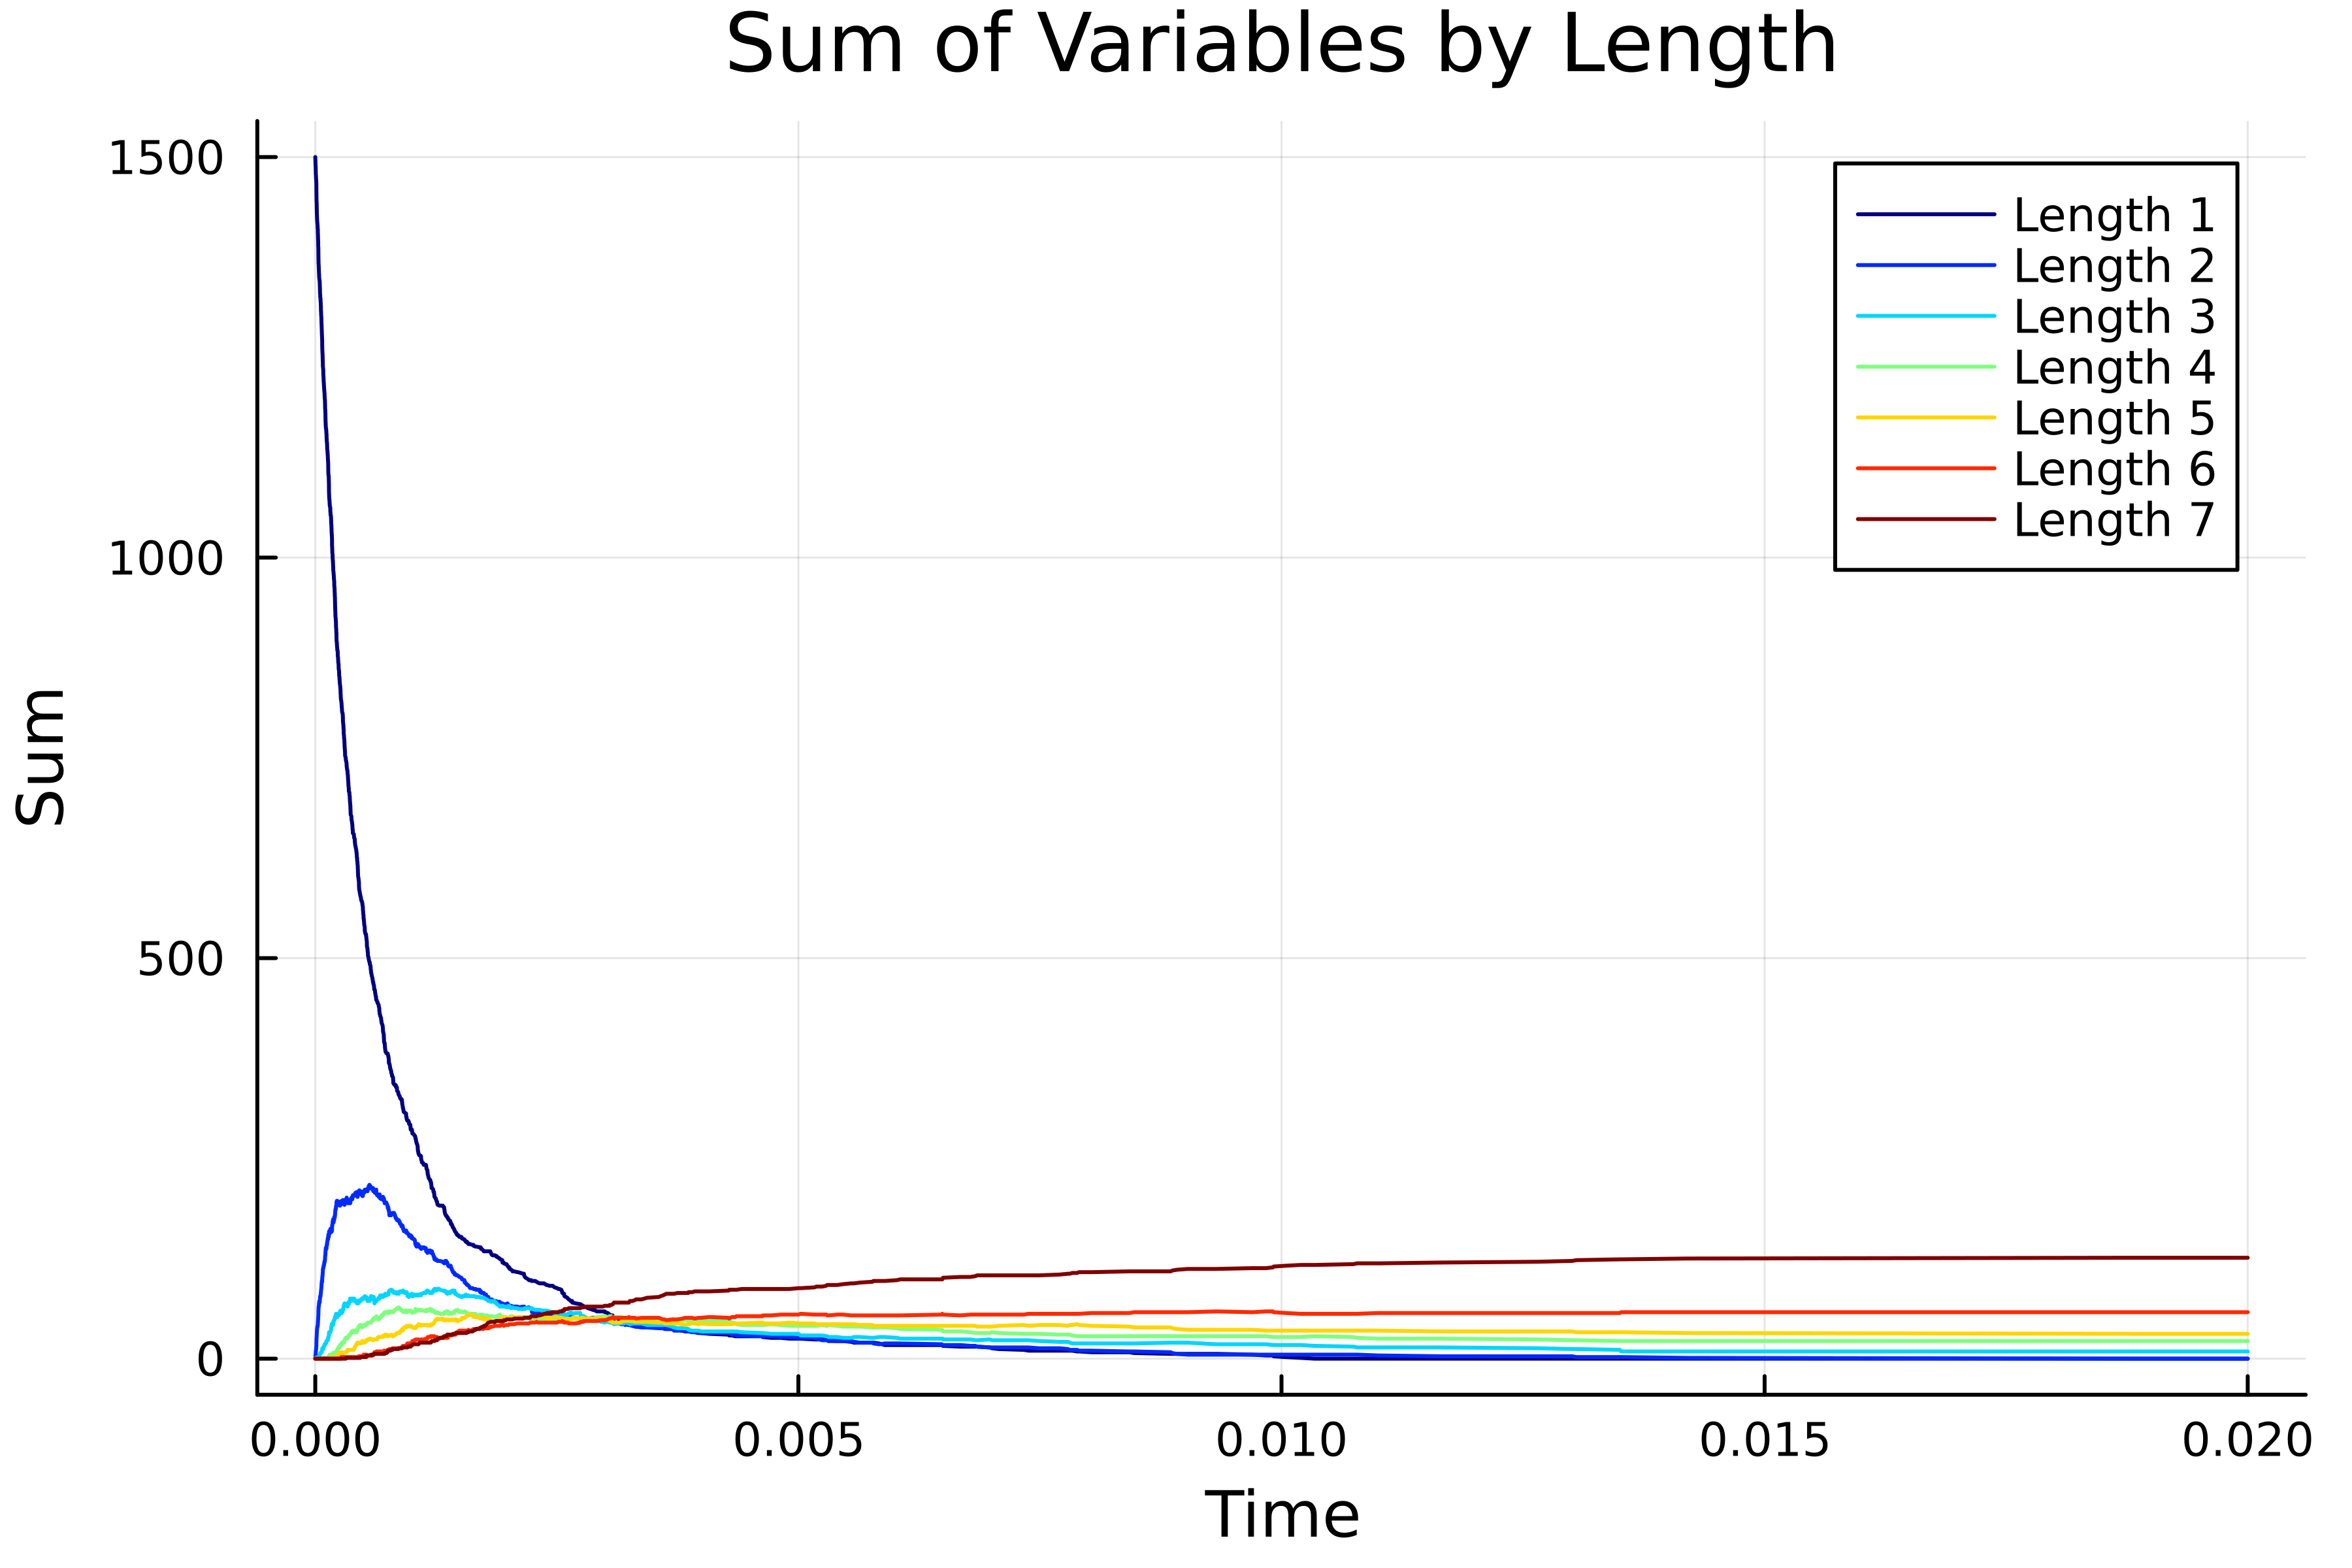 Sum of Variables by Length
1500
1000
500
0
Sum
Length 1
Length 2
Length 3
Length 4
Length 5
Length 6
Length 7
0.000 0.005 0.010 0.015 0.020
Time